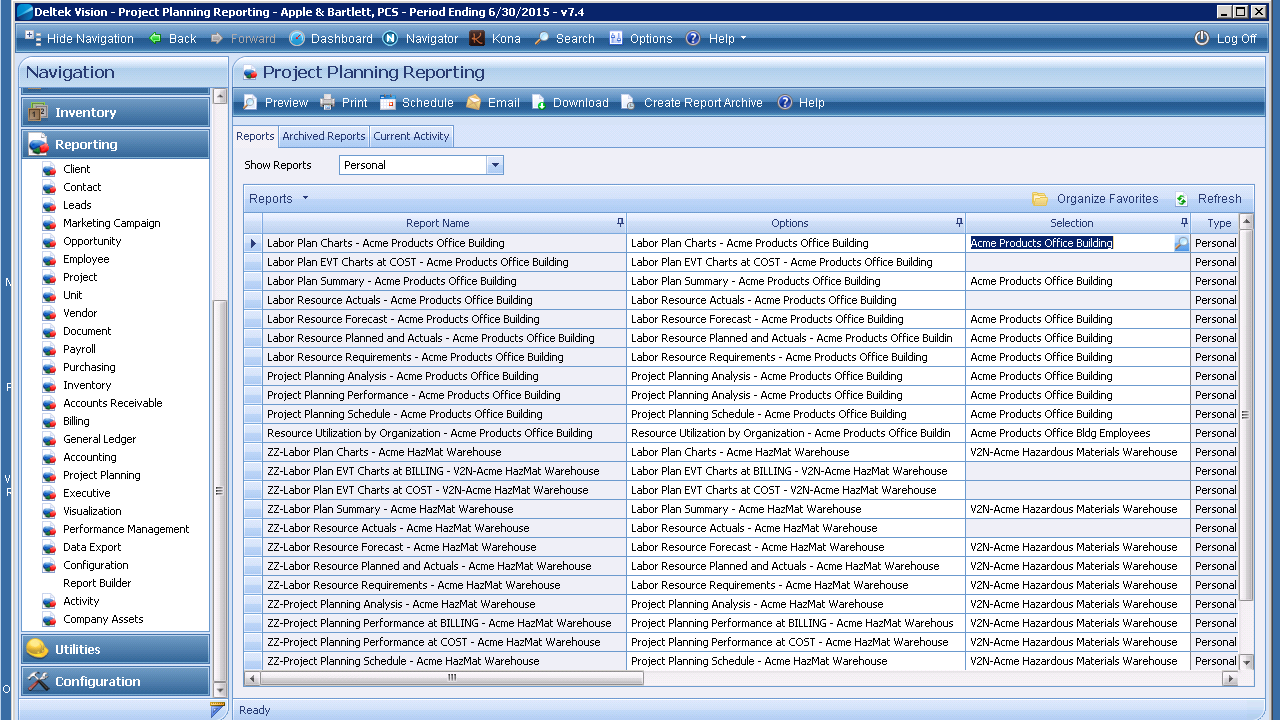 Deltek Vision - Project Planning Reporting - Apple & Bartlett, PCS - Period Ending 6/30/2015 - v7.4
Hide Navigation Back Forward Dashboard Navigator Kona Search Options Help Log Off
Navigation
Inventory
Reporting
Client
Contact
Leads
Marketing Campaign
Opportunity
Employee
Project
Unit
Vendor
Document
Payroll
Purchasing
Inventory
Accounts Receivable
Billing
General Ledger
Accounting
Project Planning
Executive
Visualization
Performance Management
Data Export
Configuration
Report Builder
Activity
Company Assets
Utilities
Configuration
Project Planning Reporting
Preview Print Schedule Email Download Create Report Archive Help
Reports Archived Reports Current Activity
Show Reports Personal
Reports Organize Favorites Refresh
Report Name Options Selection Type
Labor Plan Charts - Acme Products Office Building Labor Plan Charts - Acme Products Office Building Acme Products Office Building Personal
Labor Plan EVT Charts at COST - Acme Products Office Building Labor Plan EVT Charts at COST - Acme Products Office Building Personal
Labor Plan Summary - Acme Products Office Building Labor Plan Summary - Acme Products Office Building Acme Products Office Building Personal
Labor Resource Actuals - Acme Products Office Building Labor Resource Actuals - Acme Products Office Building Personal
Labor Resource Forecast - Acme Products Office Building Labor Resource Forecast - Acme Products Office Building Acme Products Office Building Personal
Labor Resource Planned and Actuals - Acme Products Office Building Labor Resource Planned and Actuals - Acme Products Office Buildin Acme Products Office Building Personal
Labor Resource Requirements - Acme Products Office Building Labor Resource Requirements - Acme Products Office Building Acme Products Office Building Personal
Project Planning Analysis - Acme Products Office Building Project Planning Analysis - Acme Products Office Building Acme Products Office Building Personal
Project Planning Performance - Acme Products Office Building Project Planning Analysis - Acme Products Office Building Acme Products Office Building Personal
Project Planning Schedule - Acme Products Office Building Project Planning Schedule - Acme Products Office Building Acme Products Office Building Personal
Resource Utilization by Organization - Acme Products Office Building Resource Utilization by Organization - Acme Products Office Buildin Acme Products Office Bldg Employees Personal
ZZ-Labor Plan Charts - Acme HazMat Warehouse Labor Plan Charts - Acme HazMat Warehouse V2N-Acme Hazardous Materials Warehouse Personal
ZZ-Labor Plan EVT Charts at BILLING - V2N-Acme HazMat Warehouse Labor Plan EVT Charts at BILLING - V2N-Acme HazMat Warehouse Personal
ZZ-Labor Plan EVT Charts at COST - V2N-Acme HazMat Warehouse Labor Plan EVT Charts at COST - V2N-Acme HazMat Warehouse Personal
ZZ-Labor Plan Summary - Acme HazMat Warehouse Labor Plan Summary - Acme HazMat Warehouse V2N-Acme Hazardous Materials Warehouse Personal
ZZ-Labor Resource Actuals - Acme HazMat Warehouse Labor Resource Actuals - Acme HazMat Warehouse Personal
ZZ-Labor Resource Forecast - Acme HazMat Warehouse Labor Resource Forecast - Acme HazMat Warehouse V2N-Acme Hazardous Materials Warehouse Personal
ZZ-Labor Resource Planned and Actuals - Acme HazMat Warehouse Labor Resource Planned and Actuals - Acme HazMat Warehouse V2N-Acme Hazardous Materials Warehouse Personal
ZZ-Labor Resource Requirements - Acme HazMat Warehouse Labor Resource Requirements - Acme HazMat Warehouse V2N-Acme Hazardous Materials Warehouse Personal
ZZ-Project Planning Analysis - Acme HazMat Warehouse Project Planning Analysis - Acme HazMat Warehouse V2N-Acme Hazardous Materials Warehouse Personal
ZZ-Project Planning Performance at BILLING - Acme HazMat Warehouse Project Planning Performance at BILLING - Acme HazMat Warehous V2N-Acme Hazardous Materials Warehouse Personal
ZZ-Project Planning Performance at COST - Acme HazMat Warehouse Project Planning Performance at COST - Acme HazMat Warehouse V2N-Acme Hazardous Materials Warehouse Personal
ZZ-Project Planning Schedule - Acme HazMat Warehouse Project Planning Schedule - Acme HazMat Warehouse V2N-Acme Hazardous Materials Warehouse Personal
Ready